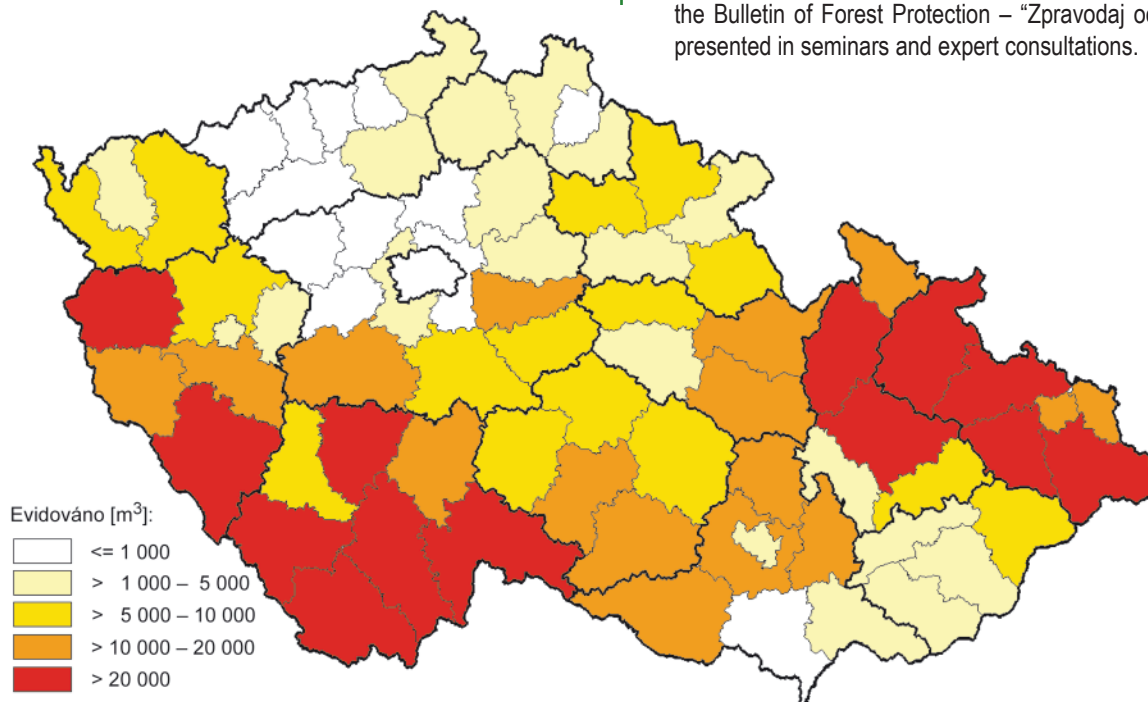 the Bulletin of Forest Protection – “Zpravodaj
presented in seminars and expert consultations.
Evidováno [m³]:
<= 1 000
> 1 000 – 5 000
> 5 000 – 10 000
> 10 000 – 20 000
> 20 000